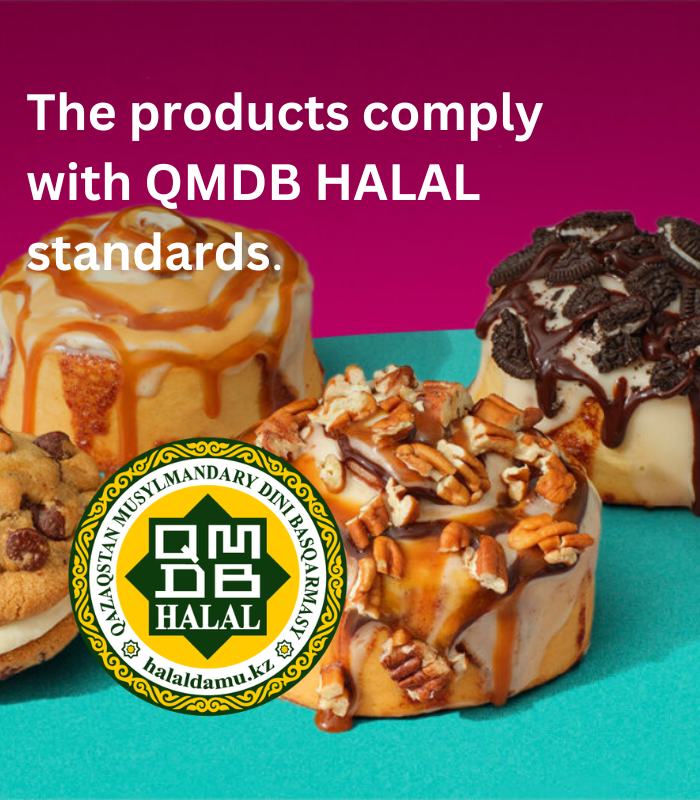 The products comply
with QMDB HALAL
standards.
QAZAQSTAN MUSYLMANDARY DINI BASQARMASY
QM
DB
HALAL
halaldamu.kz